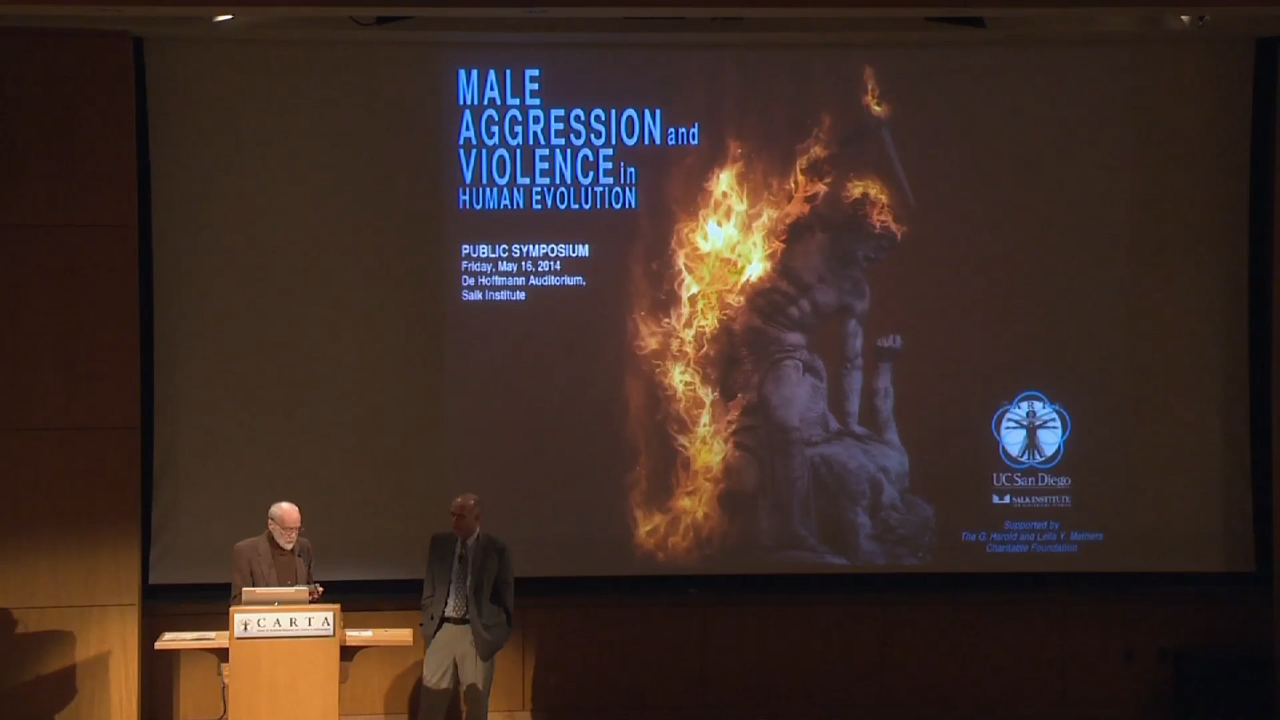 MALE
AGGRESSION and
VIOLENCE in
HUMAN EVOLUTION
PUBLIC SYMPOSIUM
Friday, May 16, 2014
De Hoffmann Auditorium,
Salk Institute
CARTA
UC San Diego
SALK INSTITUTE
Supported by
The G. Harold and Leila Y. Mathers
Charitable Foundation
CARTA